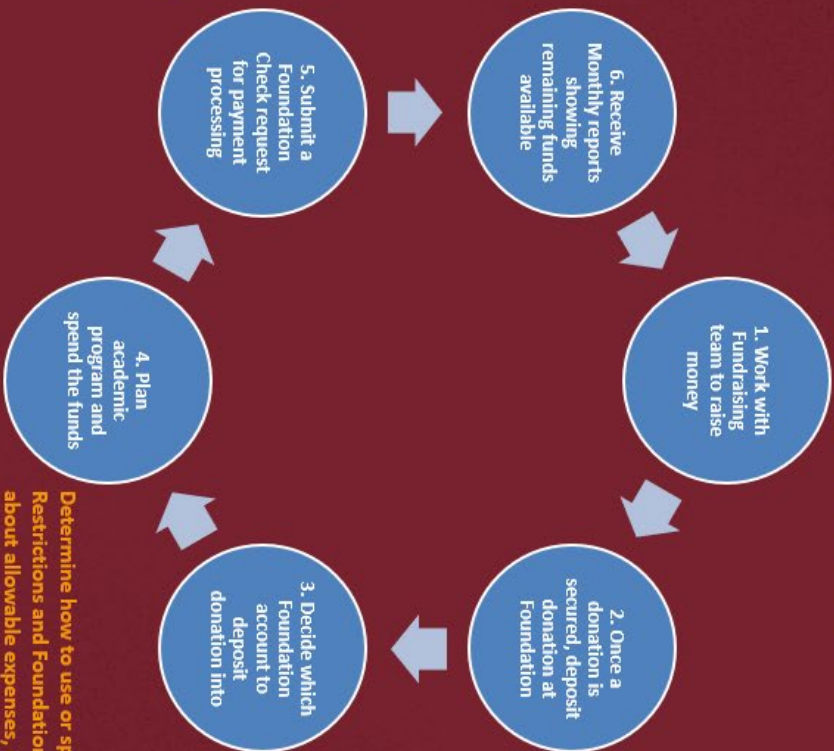 1. Work with
Fundraising
team to raise
money
2. Once a
donation is
secured, deposit
donation at
Foundation
3. Decide which
Foundation
account to
deposit
donation into
4. Plan
academic
program and
spend the funds
5. Submit a
Foundation
Check request
for payment
processing
6. Receive
Monthly reports
showing
remaining funds
available
Determine how to use or
Restrictions and Foundation
about allowable expenses,